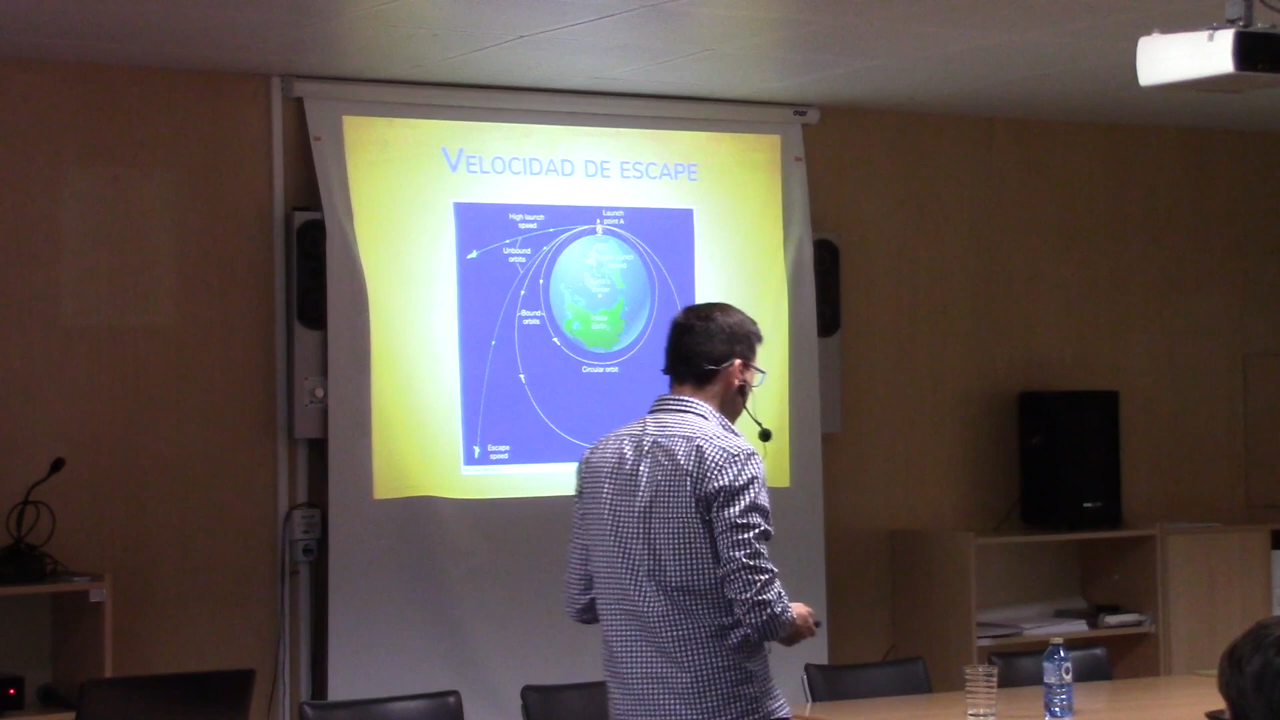 VELOCIDAD DE ESCAPE
High launch
speed
Launch
point A
Unbound
orbits
Bound
orbits
Circular orbit
Escape
speed